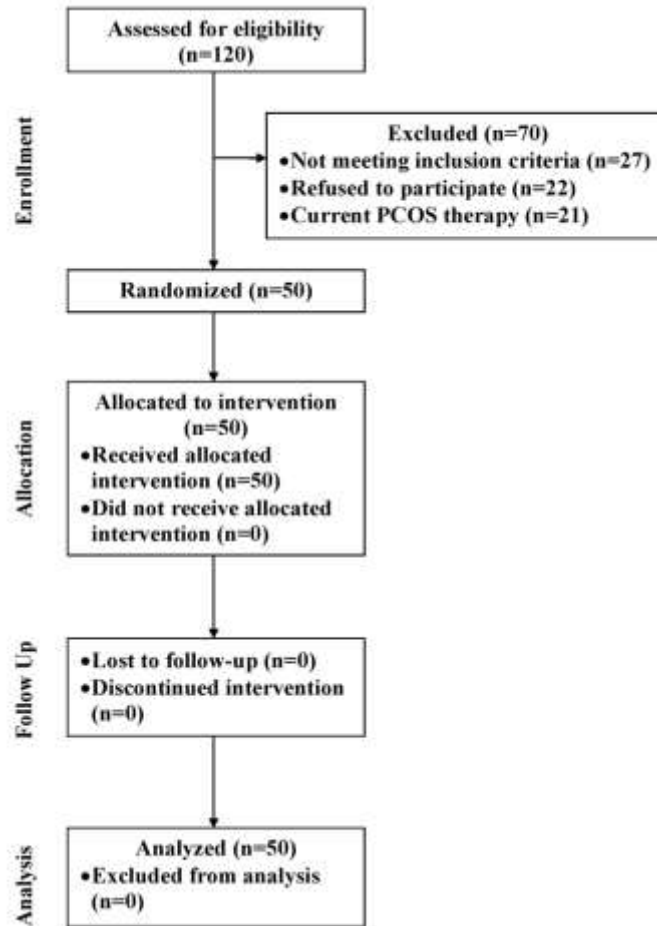 Assessed for eligibility
(n=120)
Enrollment
Excluded (n=70)
•Not meeting inclusion criteria (n=27)
•Refused to participate (n=22)
•Current PCOS therapy (n=21)
Randomized (n=50)
Allocation
Allocated to intervention
(n=50)
•Received allocated
intervention (n=50)
•Did not receive allocated
intervention (n=0)
Follow Up
•Lost to follow-up (n=0)
•Discontinued intervention
(n=0)
Analysis
Analyzed (n=50)
•Excluded from analysis
(n=0)